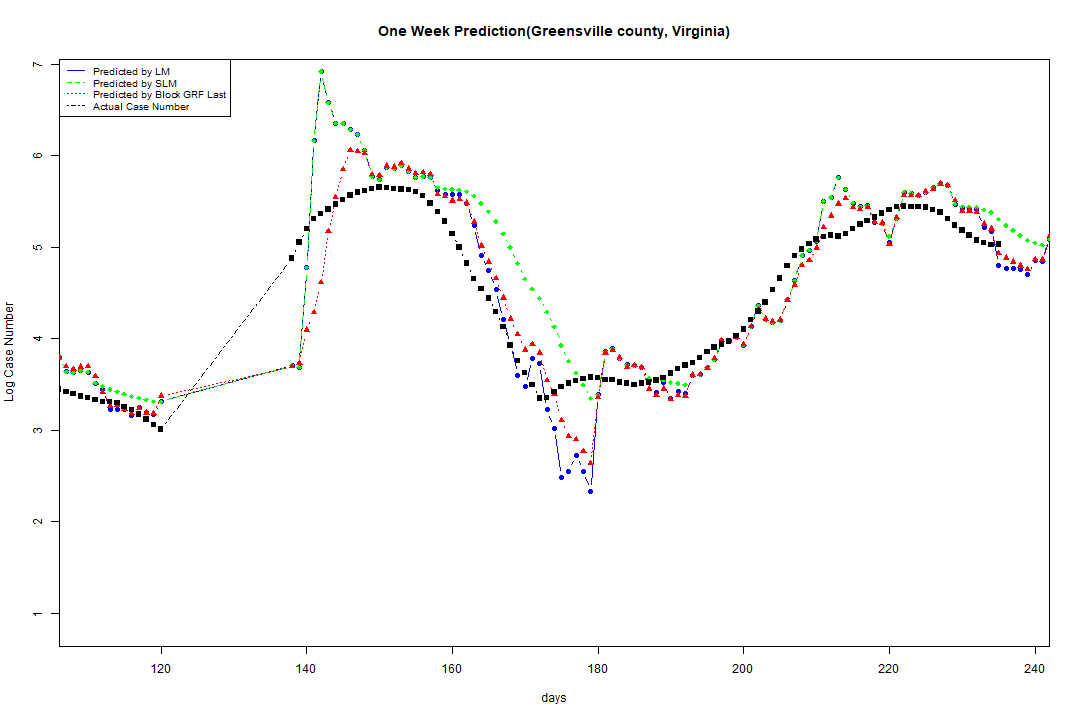 One Week Prediction(Greensville county, Virginia)
Predicted by LM
Predicted by SLM
Predicted by Block GRF Last
Actual Case Number
Log Case Number
7
6
5
4
3
2
1
120 140 160 180 200 220 240
days